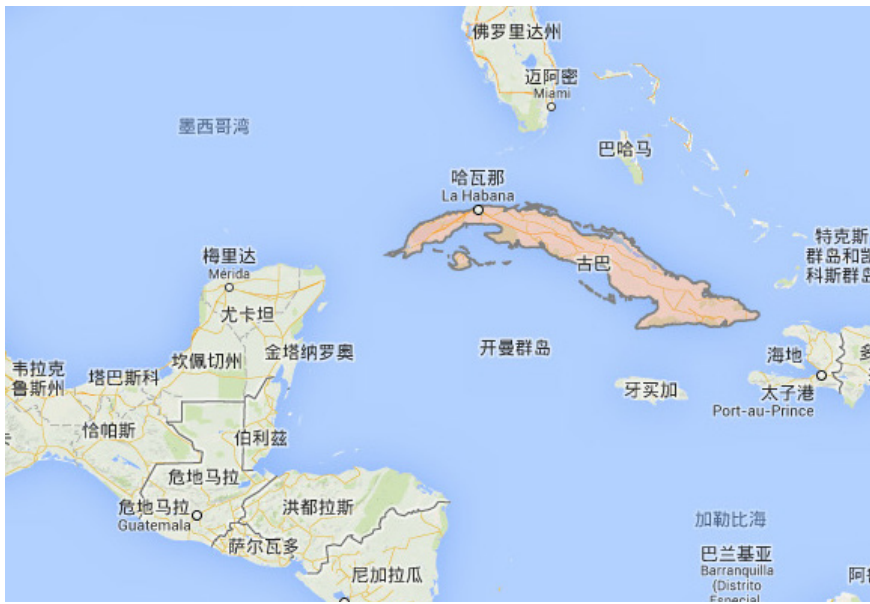 佛罗里达州
迈阿密
Miami
墨西哥湾
巴哈马
哈瓦那
La Habana
特克斯
群岛和凯
科斯群岛
梅里达
Mérida
古巴
尤卡坦
坎佩切州
金塔纳罗奥
开曼群岛
海地
多
韦拉克
鲁斯州
塔巴斯科
牙买加
太子港
Port-au-Prince
恰帕斯
伯利兹
危地马拉
危地马拉
Guatemala
洪都拉斯
加勒比海
萨尔瓦多
巴兰基亚
Barranquilla
(Distrito
Especial
尼加拉瓜